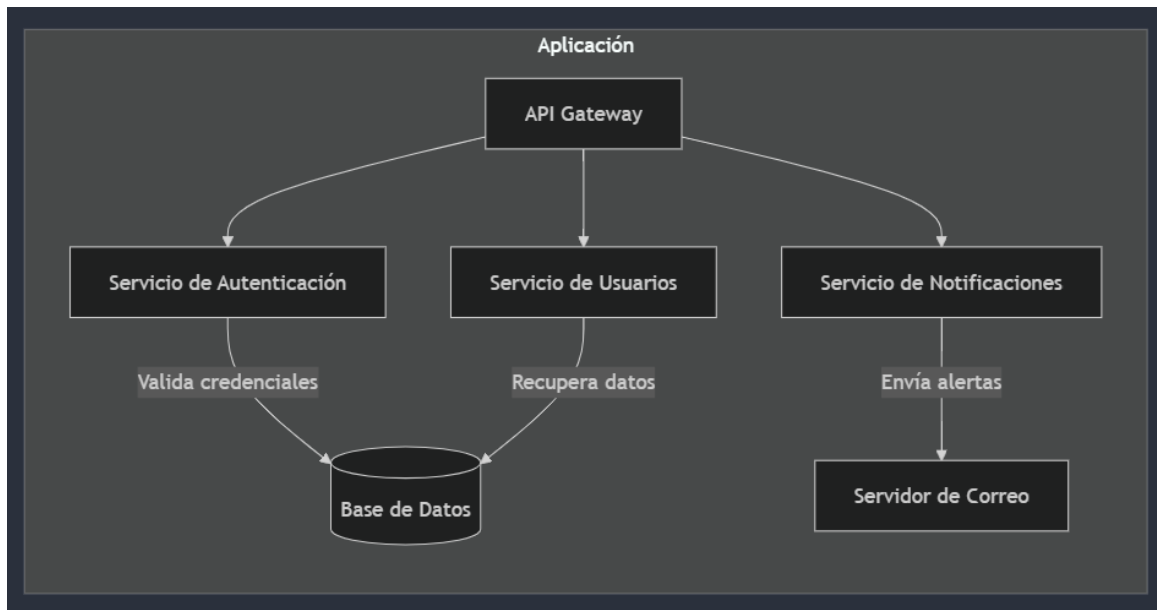 Aplicación
API Gateway
Servicio de Autenticación
Servicio de Usuarios
Servicio de Notificaciones
Valida credenciales
Recupera datos
Envía alertas
Base de Datos
Servidor de Correo